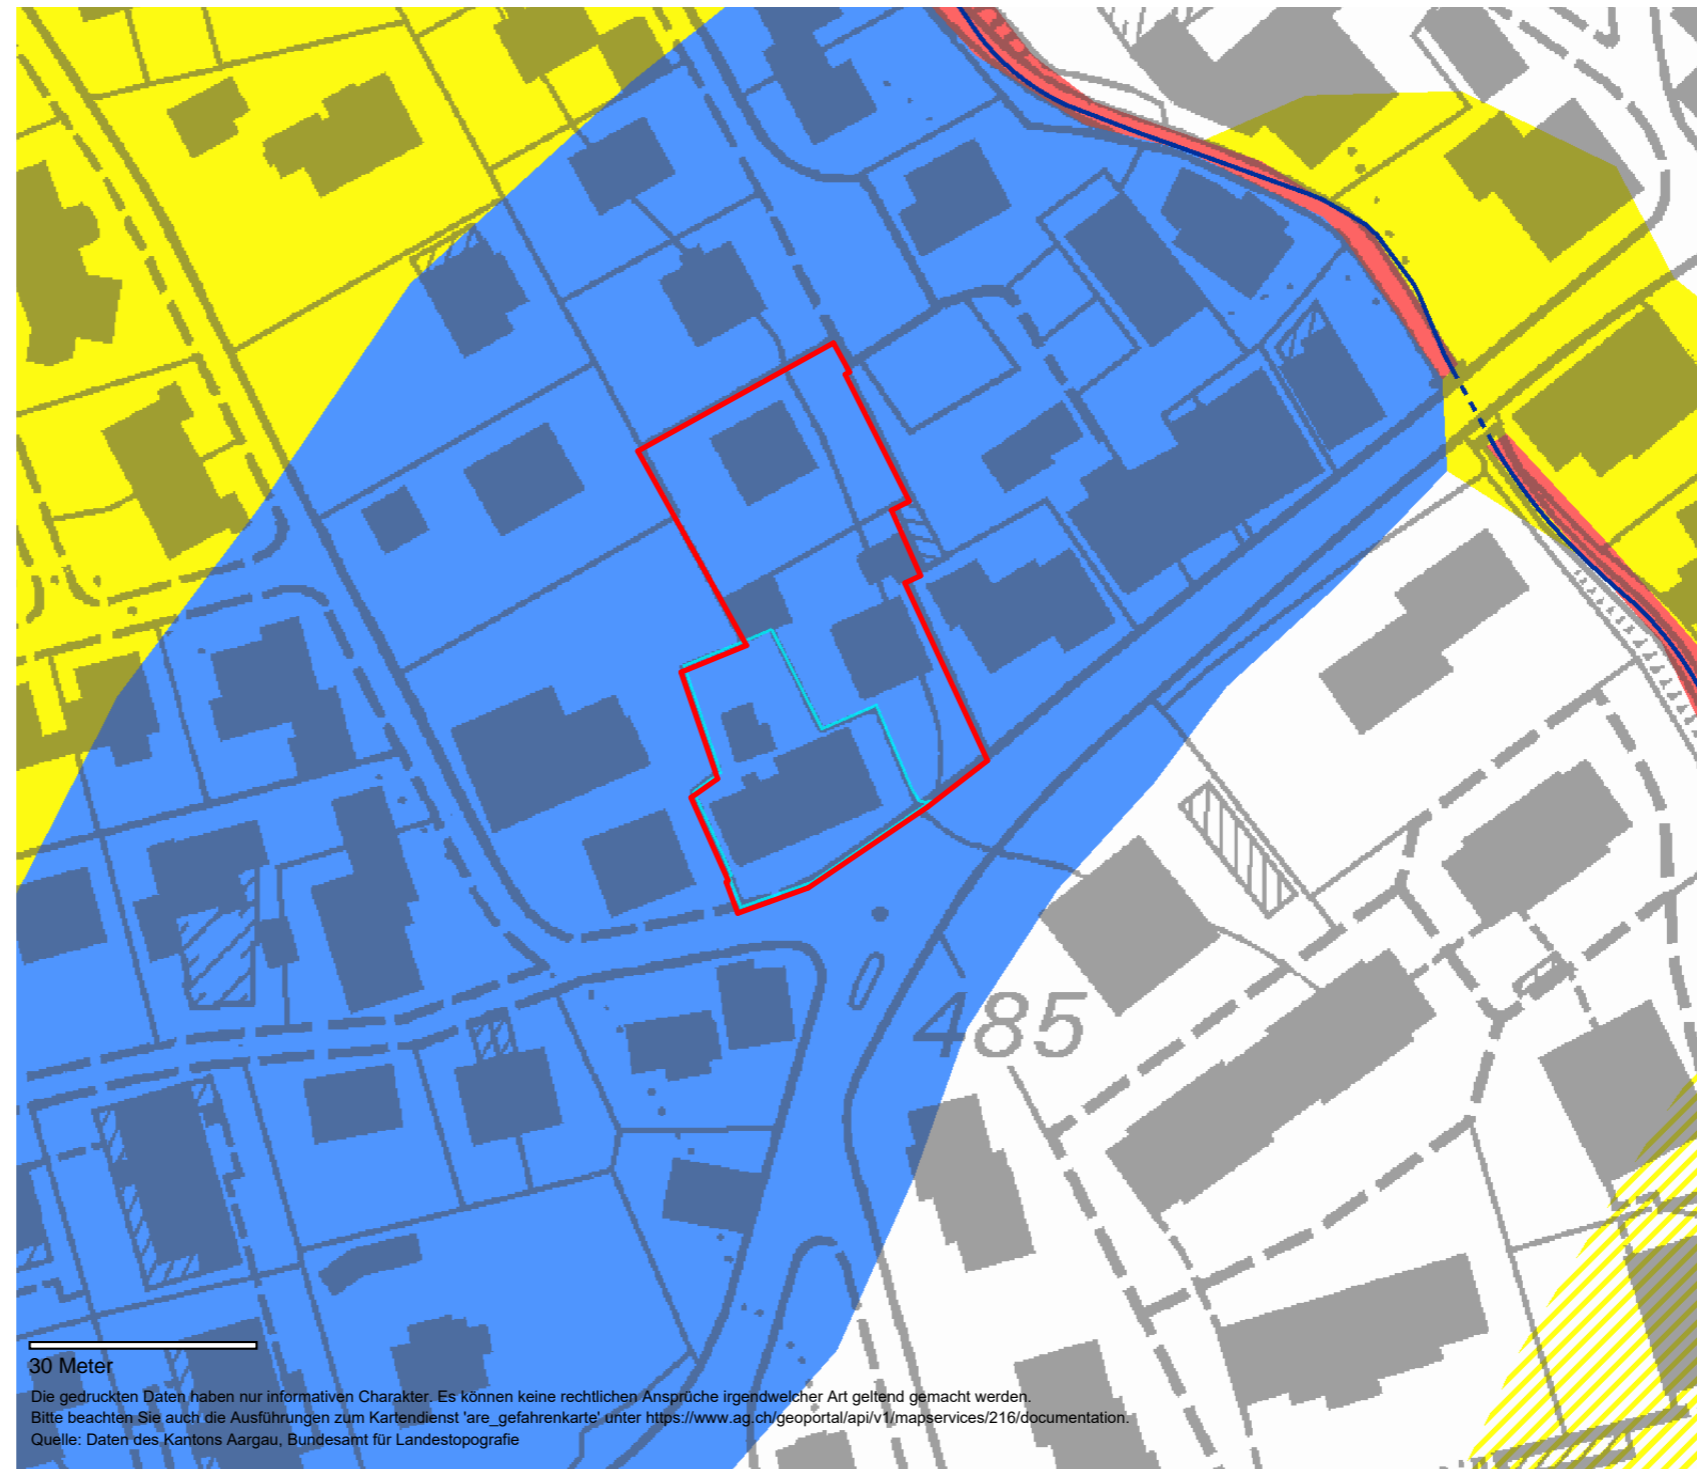 485
30 Meter
Die gedruckten Daten haben nur informativen Charakter. Es können keine rechtlichen Ansprüche irgendwelcher Art geltend gemacht werden.
Bitte beachten Sie auch die Ausführungen zum Kartendienst 'are_gefahrenkarte' unter https://www.ag.ch/geoportal/api/v1/mapservices/216/documentation.
Quelle: Daten des Kantons Aargau, Bundesamt für Landestopografie